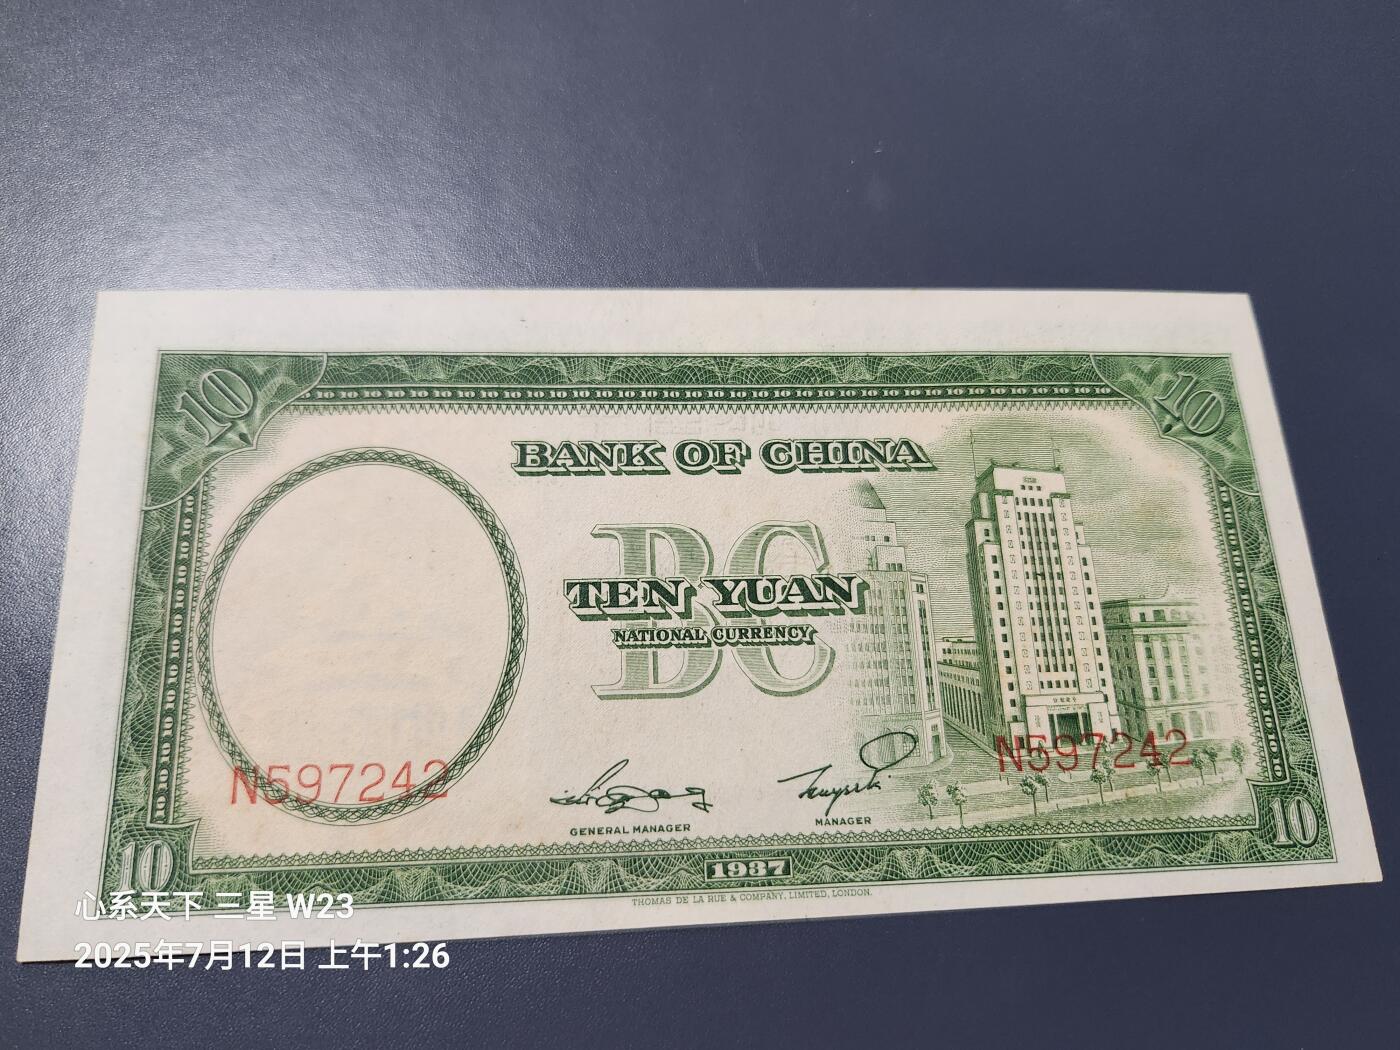 10
10
BANK OF CHINA
BC
TEN YUAN
NATIONAL CURRENCY
N597242
N597242
GENERAL MANAGER
MANAGER
10
1937
10
THOMAS DE LA RUE & COMPANY, LIMITED, LONDON.
心系天下 三星 W23
2025年7月12日 上午1:26